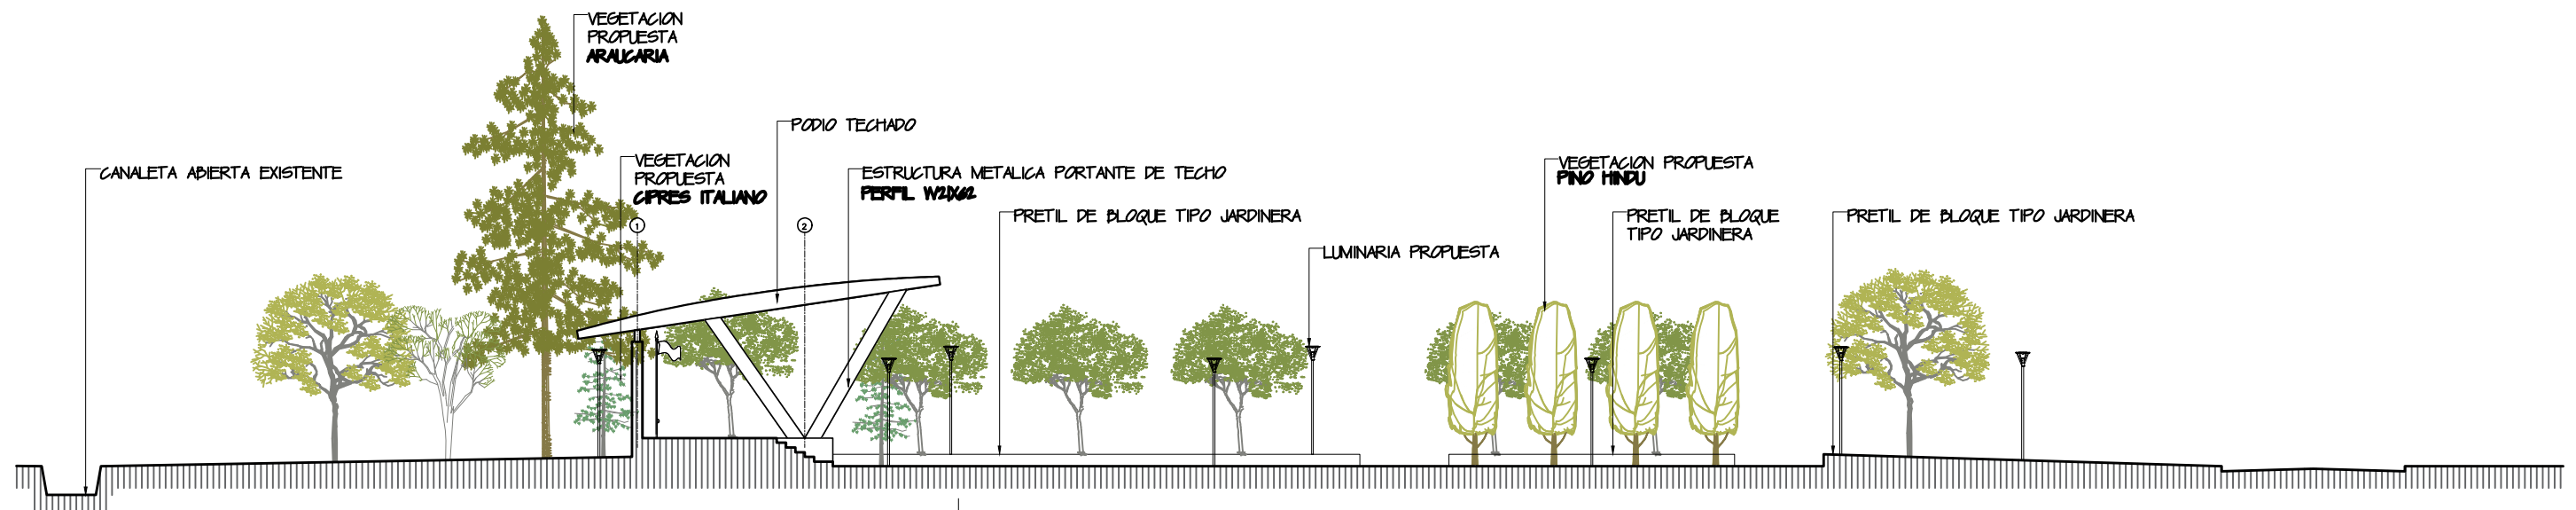 VEGETACION
PROPUESTA
ARAUCARIA
CANALETA ABIERTA EXISTENTE
VEGETACION
PROPUESTA
CIPRES ITALIANO
PODIO TECHADO
ESTRUCTURA METALICA PORTANTE DE TECHO
PERFIL W21X62
1
2
PRETIL DE BLOQUE TIPO JARDINERA
LUMINARIA PROPUESTA
VEGETACION PROPUESTA
PINO HINDU
PRETIL DE BLOQUE
TIPO JARDINERA
PRETIL DE BLOQUE TIPO JARDINERA